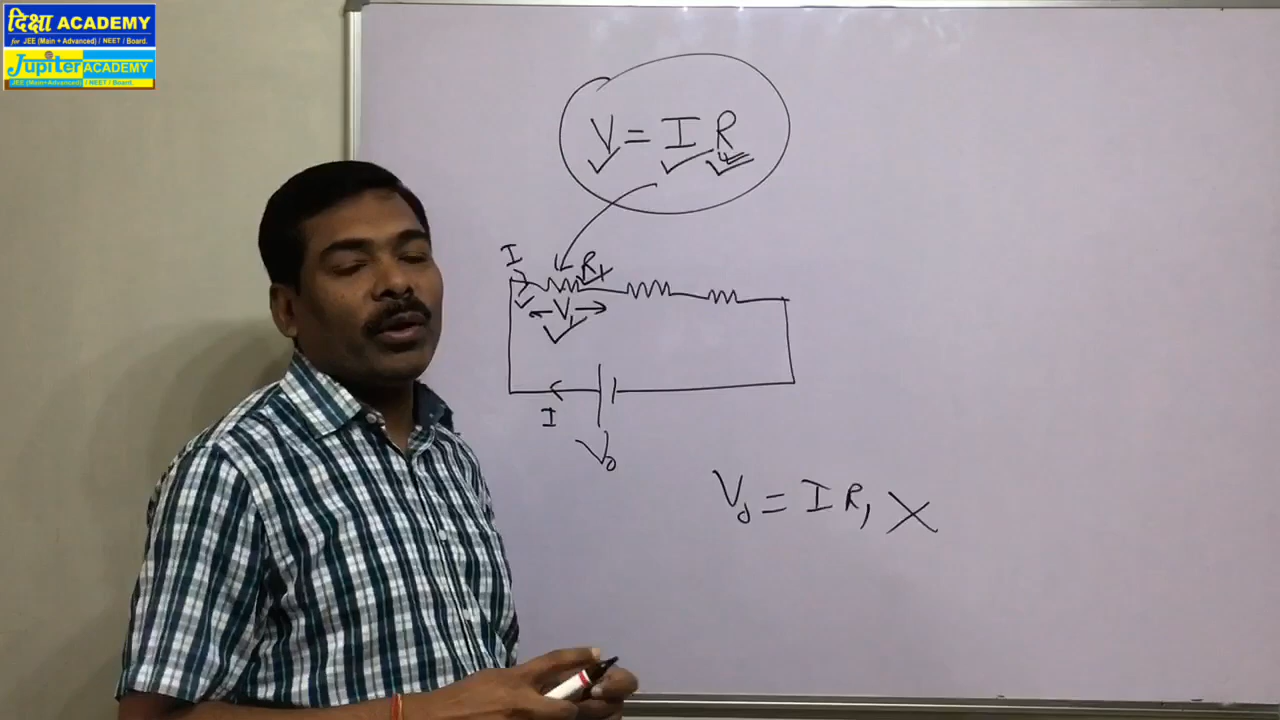 दिक्षा ACADEMY
for JEE (Main + Advanced) / NEET / Board.
Jupiter ACADEMY
JEE (Main+Advanced) / NEET / Board.
V = I R
I
R1
V1
I
V0
V0 = I R1 X